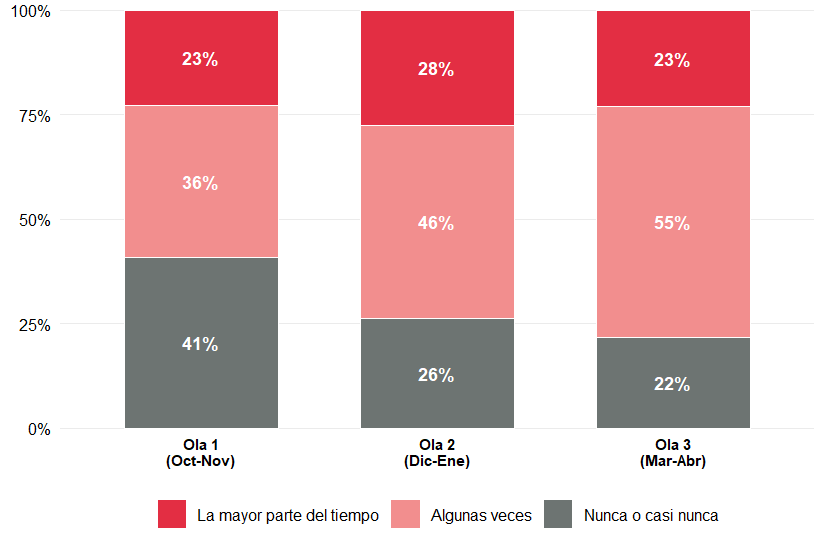 100%
75%
50%
25%
0%
23%
36%
41%
28%
46%
26%
23%
55%
22%
Ola 1
(Oct-Nov)
Ola 2
(Dic-Ene)
Ola 3
(Mar-Abr)
La mayor parte del tiempo
Algunas veces
Nunca o casi nunca